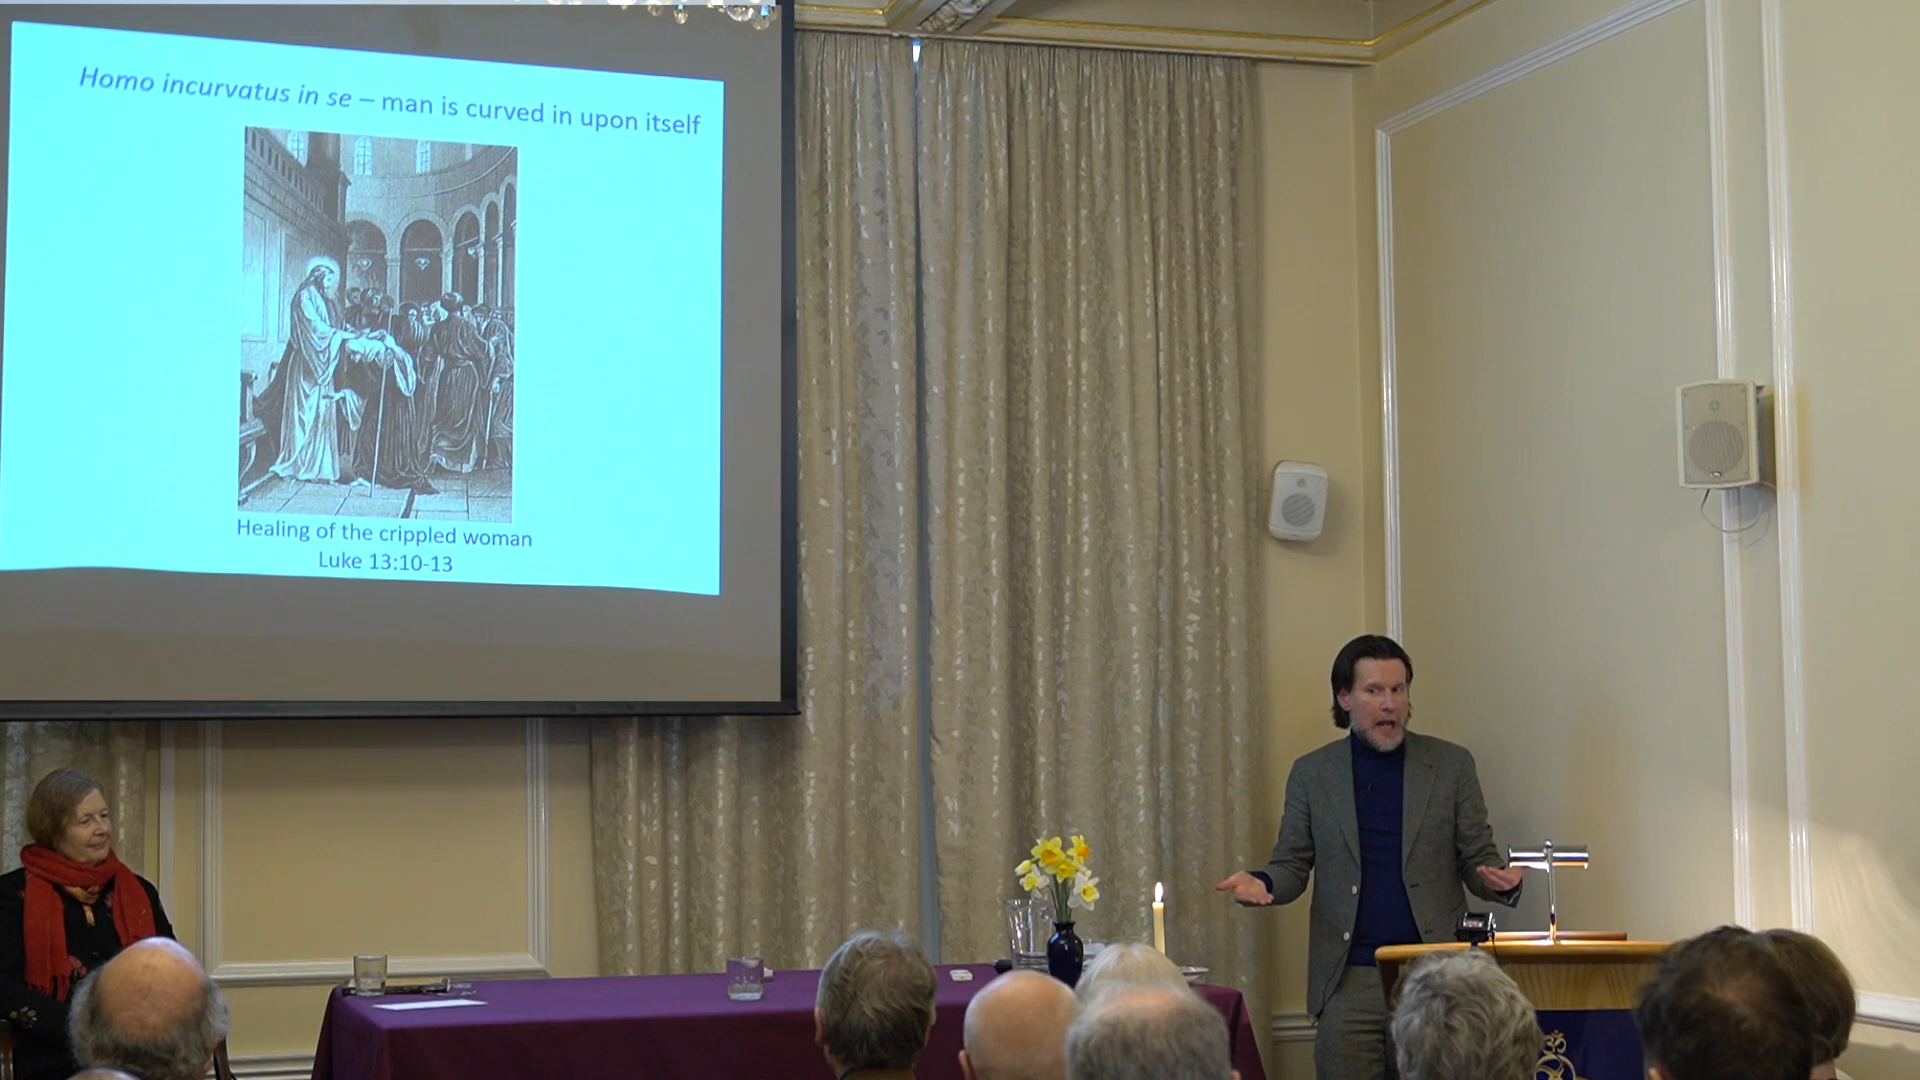 Homo incurvatus in se – man is curved in upon itself
Healing of the crippled woman
Luke 13:10-13
ॐ